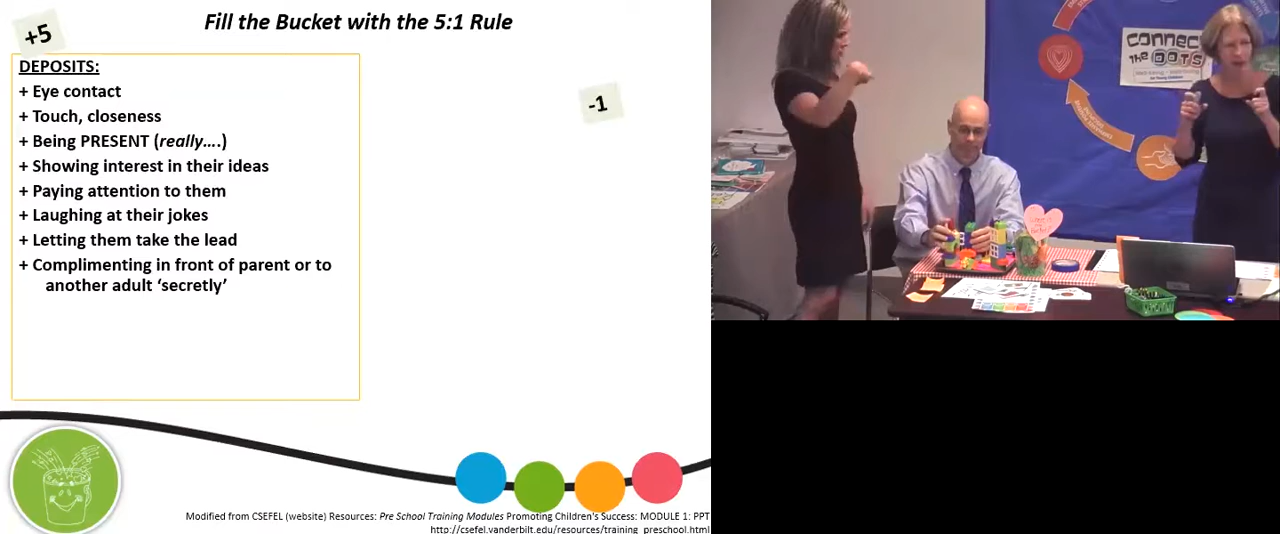 Fill the Bucket with the 5:1 Rule
+5
DEPOSITS:
+ Eye contact
+ Touch, closeness
+ Being PRESENT (really….)
+ Showing interest in their ideas
+ Paying attention to them
+ Laughing at their jokes
+ Letting them take the lead
+ Complimenting in front of parent or to
another adult ‘secretly’
-1
CONNECT
the DOTS
Modified from CSEFEL (website) Resources: Pre School Training Modules Promoting Children's Success: MODULE 1: PPT
http://csefel.vanderbilt.edu/resources/training_preschool.html